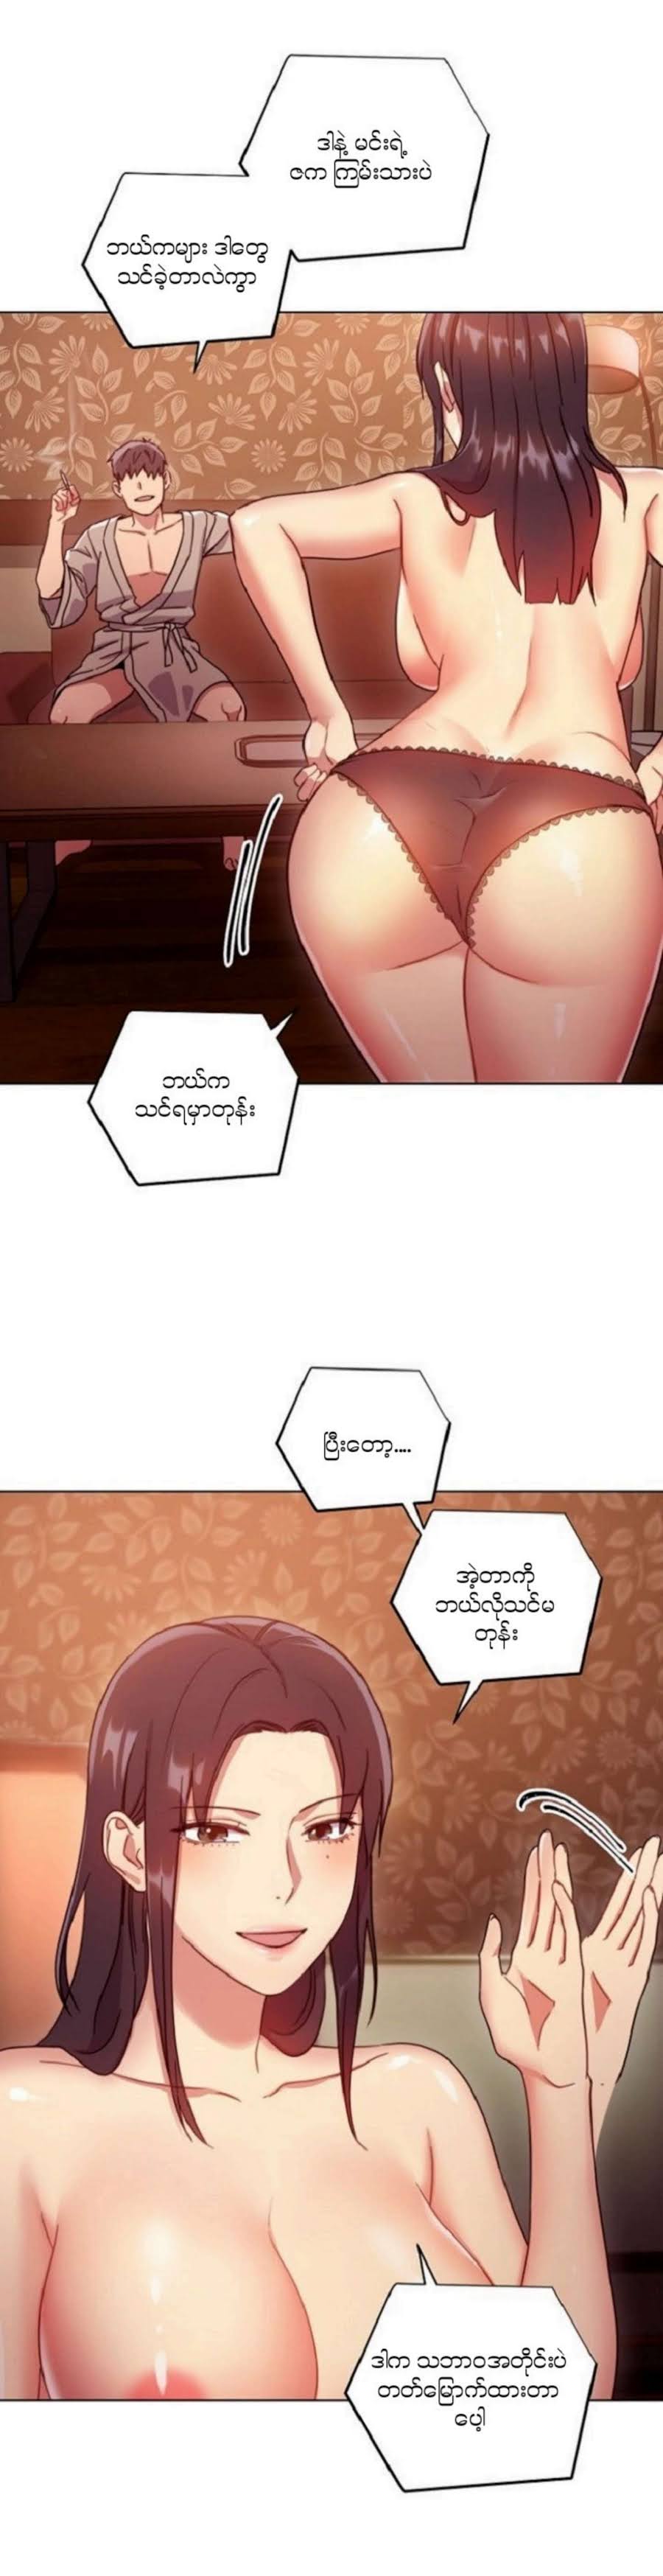 ဒါနဲ့ မင်းရဲ့
ဇက ကြမ်းသားပဲ
ဘယ်ကများ ဒါတွေ
သင်ခဲ့တာလဲကွာ
ဘယ်က
သင်ရမှာတုန်း
ပြီးတော့....
အဲ့တာကို
ဘယ်လိုသင်မ
တုန်း
ဒါက သဘာဝအတိုင်းပဲ
တတ်မြောက်ထားတာ
ပေ့ါ